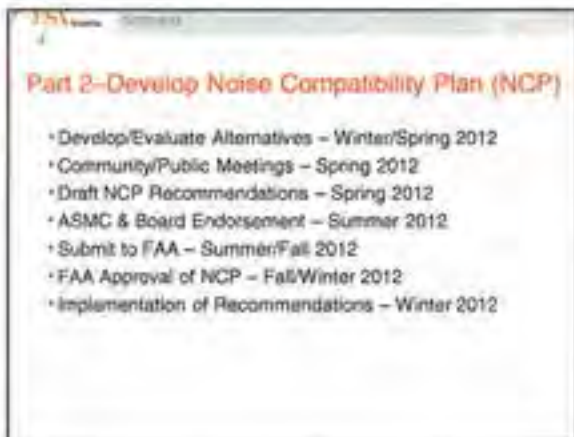 Part 2–Develop Noise Compatibility Plan (NCP)
• Develop/Evaluate Alternatives – Winter/Spring 2012
• Community/Public Meetings – Spring 2012
• Draft NCP Recommendations – Spring 2012
• ASMC & Board Endorsement – Summer 2012
• Submit to FAA – Summer/Fall 2012
• FAA Approval of NCP – Fall/Winter 2012
• Implementation of Recommendations – Winter 2012